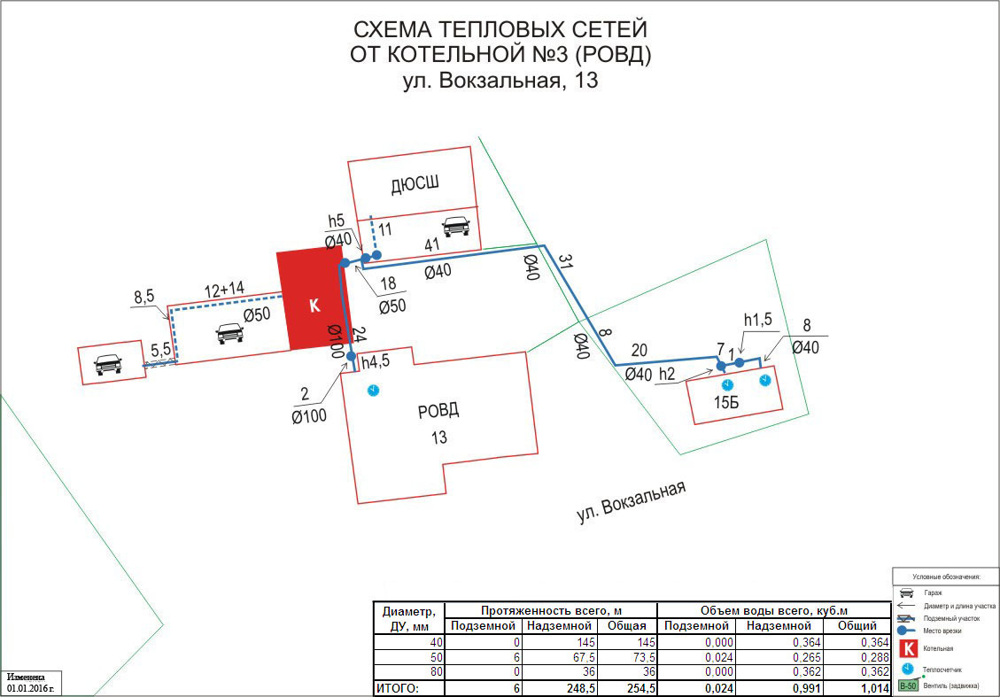 СХЕМА ТЕПЛОВЫХ СЕТЕЙ
ОТ КОТЕЛЬНОЙ №3 (РОВД)
ул. Вокзальная, 13
ДЮСШ
h5
Ø40
11
41
Ø40
Ø40
31
18
Ø50
12+14
8,5
Ø50
К
5,5
Ø100
24
h4,5
2
Ø100
РОВД
13
8
Ø40
20
Ø40
h2
7
1
h1,5
8
Ø40
15Б
ул. Вокзальная
Условные обозначения:
Гараж
Диаметр и длина участка
Подземный участок
Место врезки
К Котельная
Теплосчетчик
В-50 Вентиль (задвижка)
Диаметр, ДУ, мм Протяженность всего, м Объем воды всего, куб.м
Подземной Надземной Общая Подземной Надземной Общий
40 0 145 145 0,000 0,364 0,364
50 6 67,5 73,5 0,024 0,265 0,288
80 0 36 36 0,000 0,362 0,362
ИТОГО: 6 248,5 254,5 0,024 0,991 1,014
Изменена
01.01.2016 г.